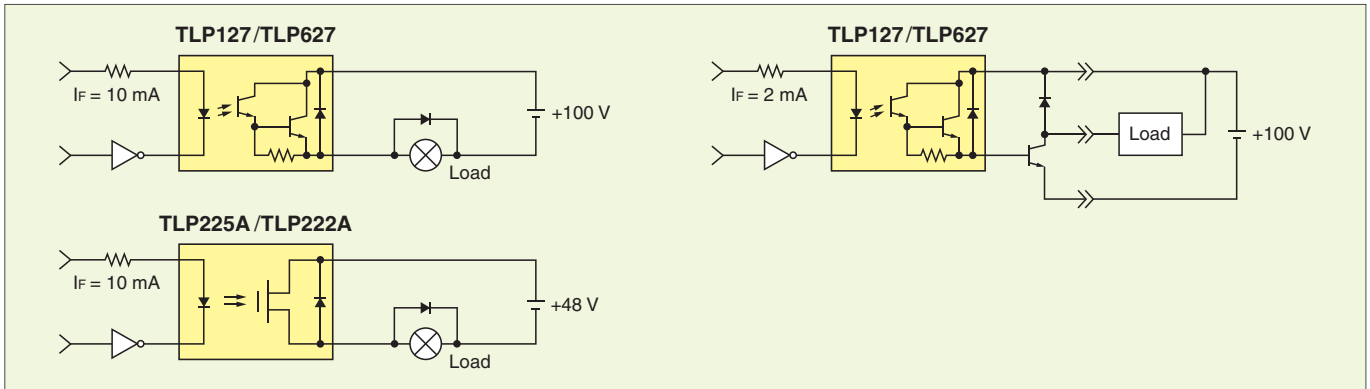 TLP127/TLP627
IF = 10 mA
+100 V
Load
TLP127/TLP627
IF = 2 mA
Load
+100 V
TLP225A/TLP222A
IF = 10 mA
+48 V
Load